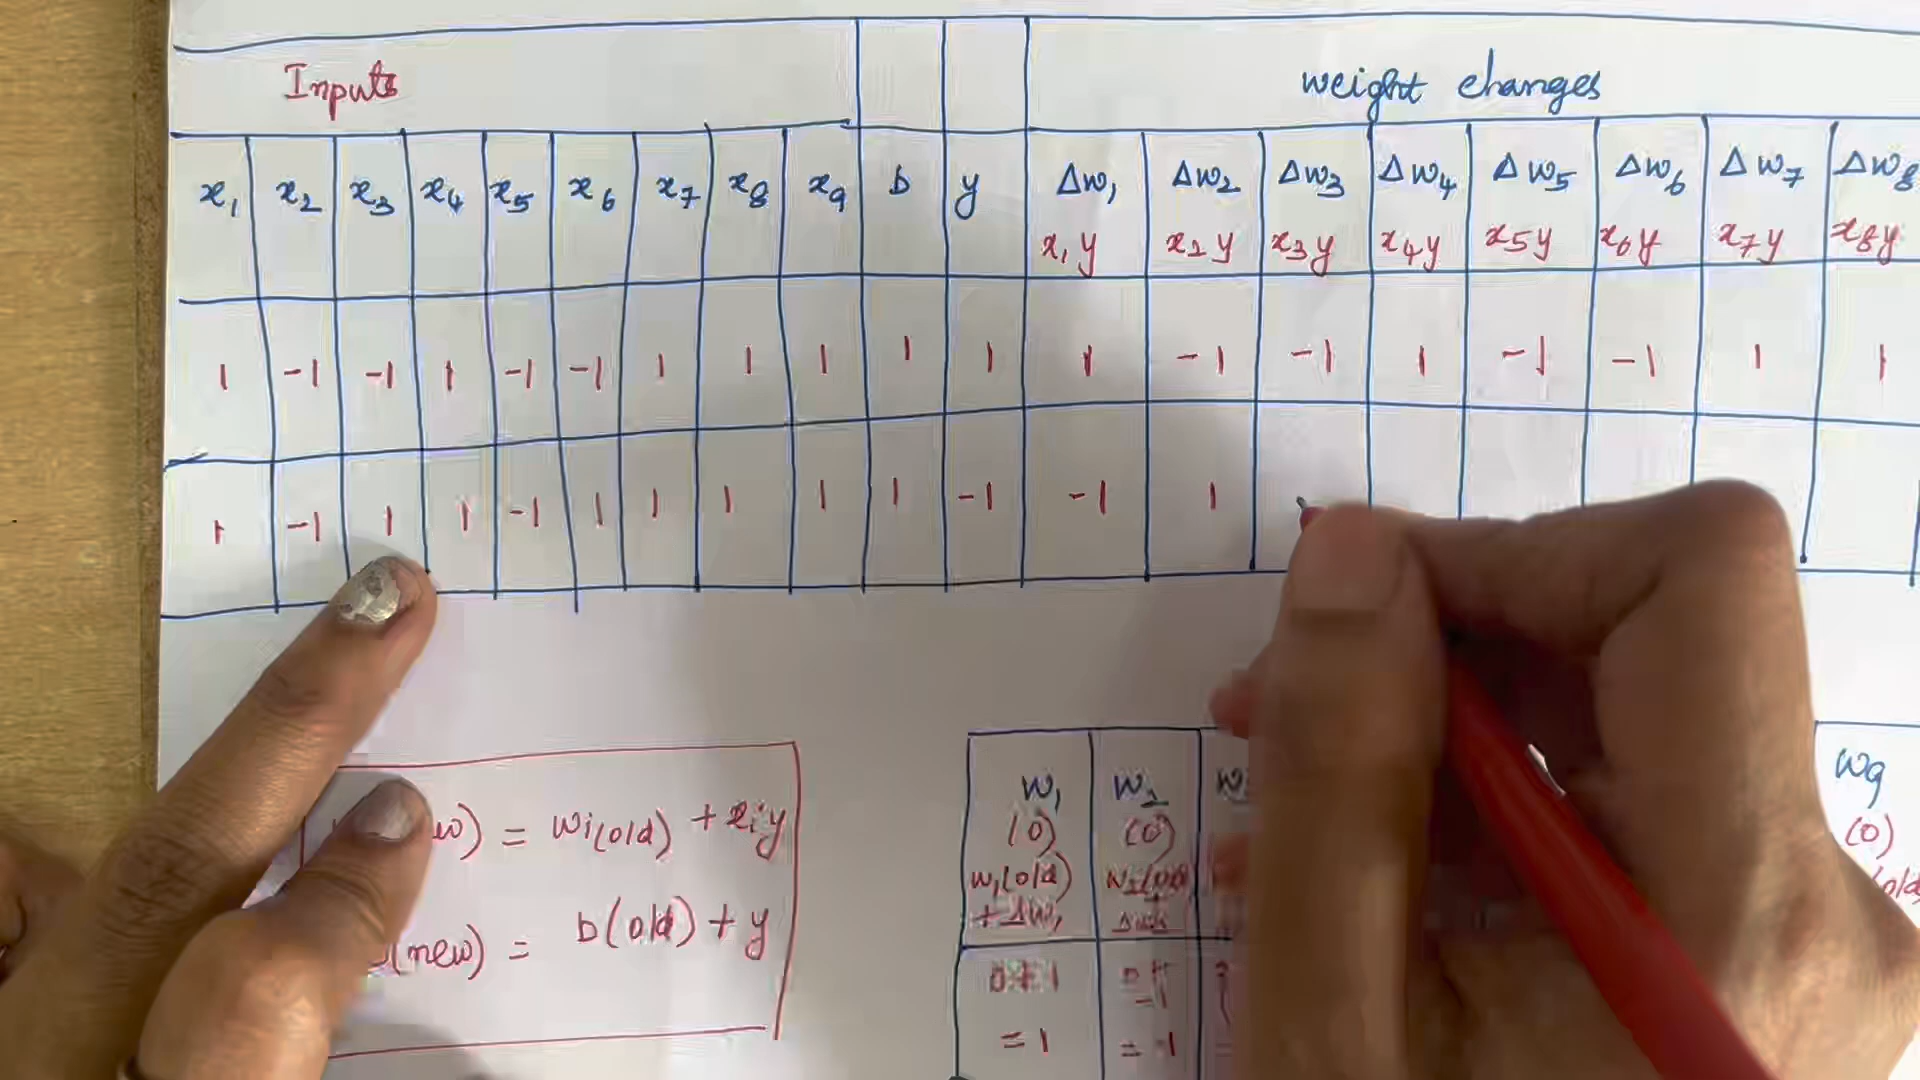 Inputs weight changes
x₁ x₂ x₃ x₄ x₅ x₆ x₇ x₈ x₉ b y Δw₁ Δw₂ Δw₃ Δw₄ Δw₅ Δw₆ Δw₇ Δw₈
x₁y x₂y x₃y x₄y x₅y x₆y x₇y x₈y
1 -1 -1 1 -1 -1 1 1 1 1 1 1 -1 -1 1 -1 -1 1 1
1 -1 1 1 -1 1 1 1 1 1 -1 -1 1
w₁ w₂ w₉
(0) (0) (0)
w₁(old)
+ Δw₁
w) = wi(old) + xiy
(new) = b(old) + y
0+1 0+
-1
= 1 = -1